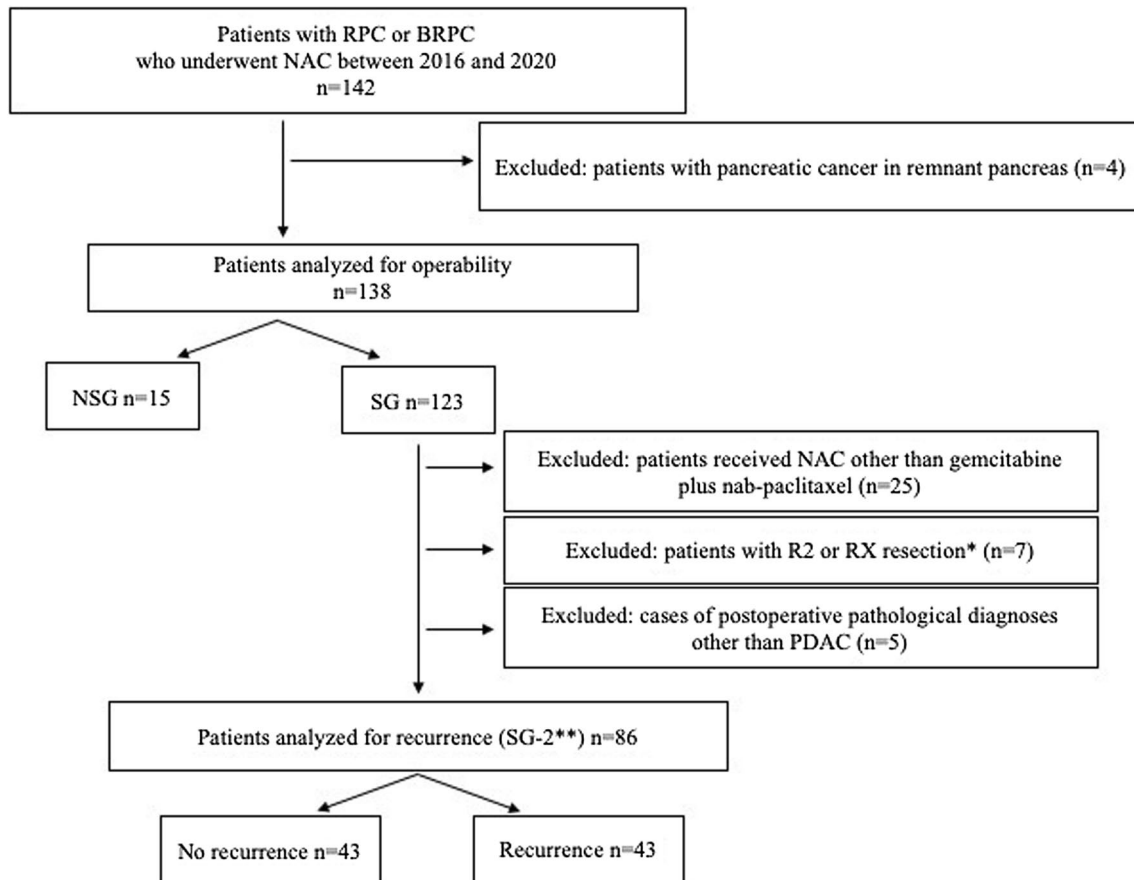 Patients with RPC or BRPC
who underwent NAC between 2016 and 2020
n=142
Excluded: patients with pancreatic cancer in remnant pancreas (n=4)
Patients analyzed for operability
n=138
NSG n=15
SG n=123
Excluded: patients received NAC other than gemcitabine
plus nab-paclitaxel (n=25)
Excluded: patients with R2 or RX resection* (n=7)
Excluded: cases of postoperative pathological diagnoses
other than PDAC (n=5)
Patients analyzed for recurrence (SG-2**) n=86
No recurrence n=43
Recurrence n=43